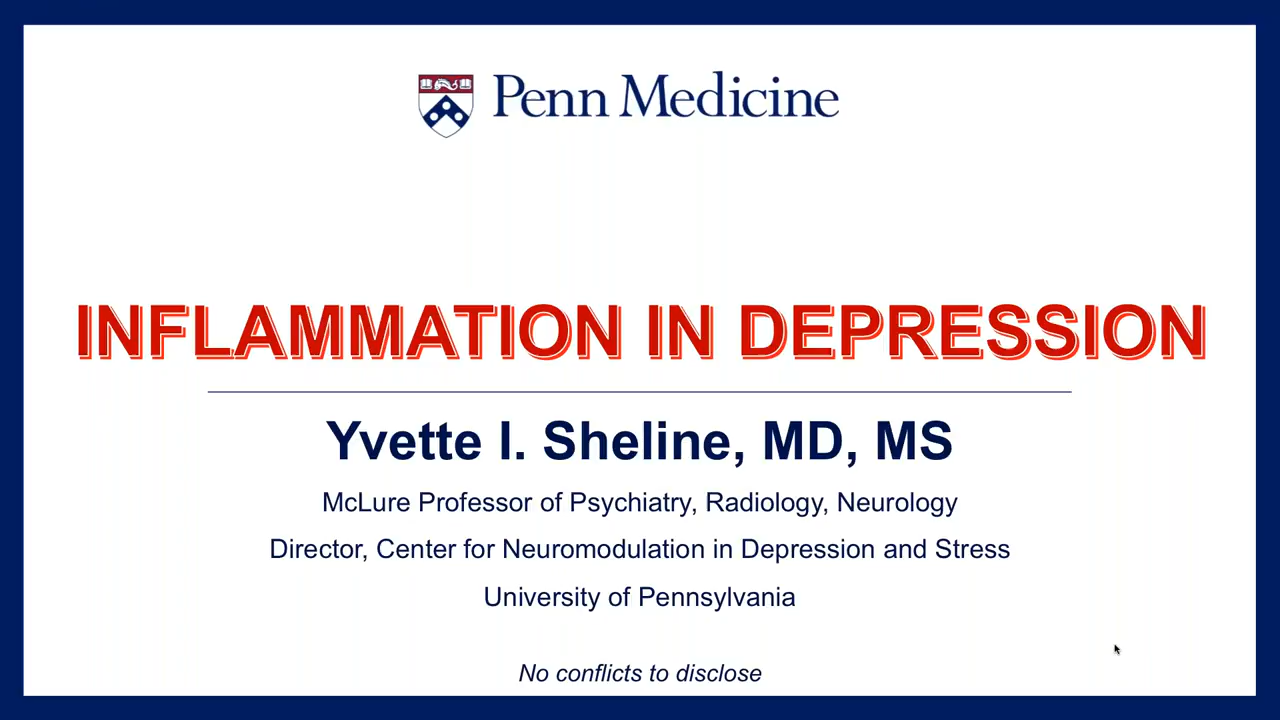 Penn Medicine
INFLAMMATION IN DEPRESSION
Yvette I. Sheline, MD, MS
McLure Professor of Psychiatry, Radiology, Neurology
Director, Center for Neuromodulation in Depression and Stress
University of Pennsylvania
No conflicts to disclose